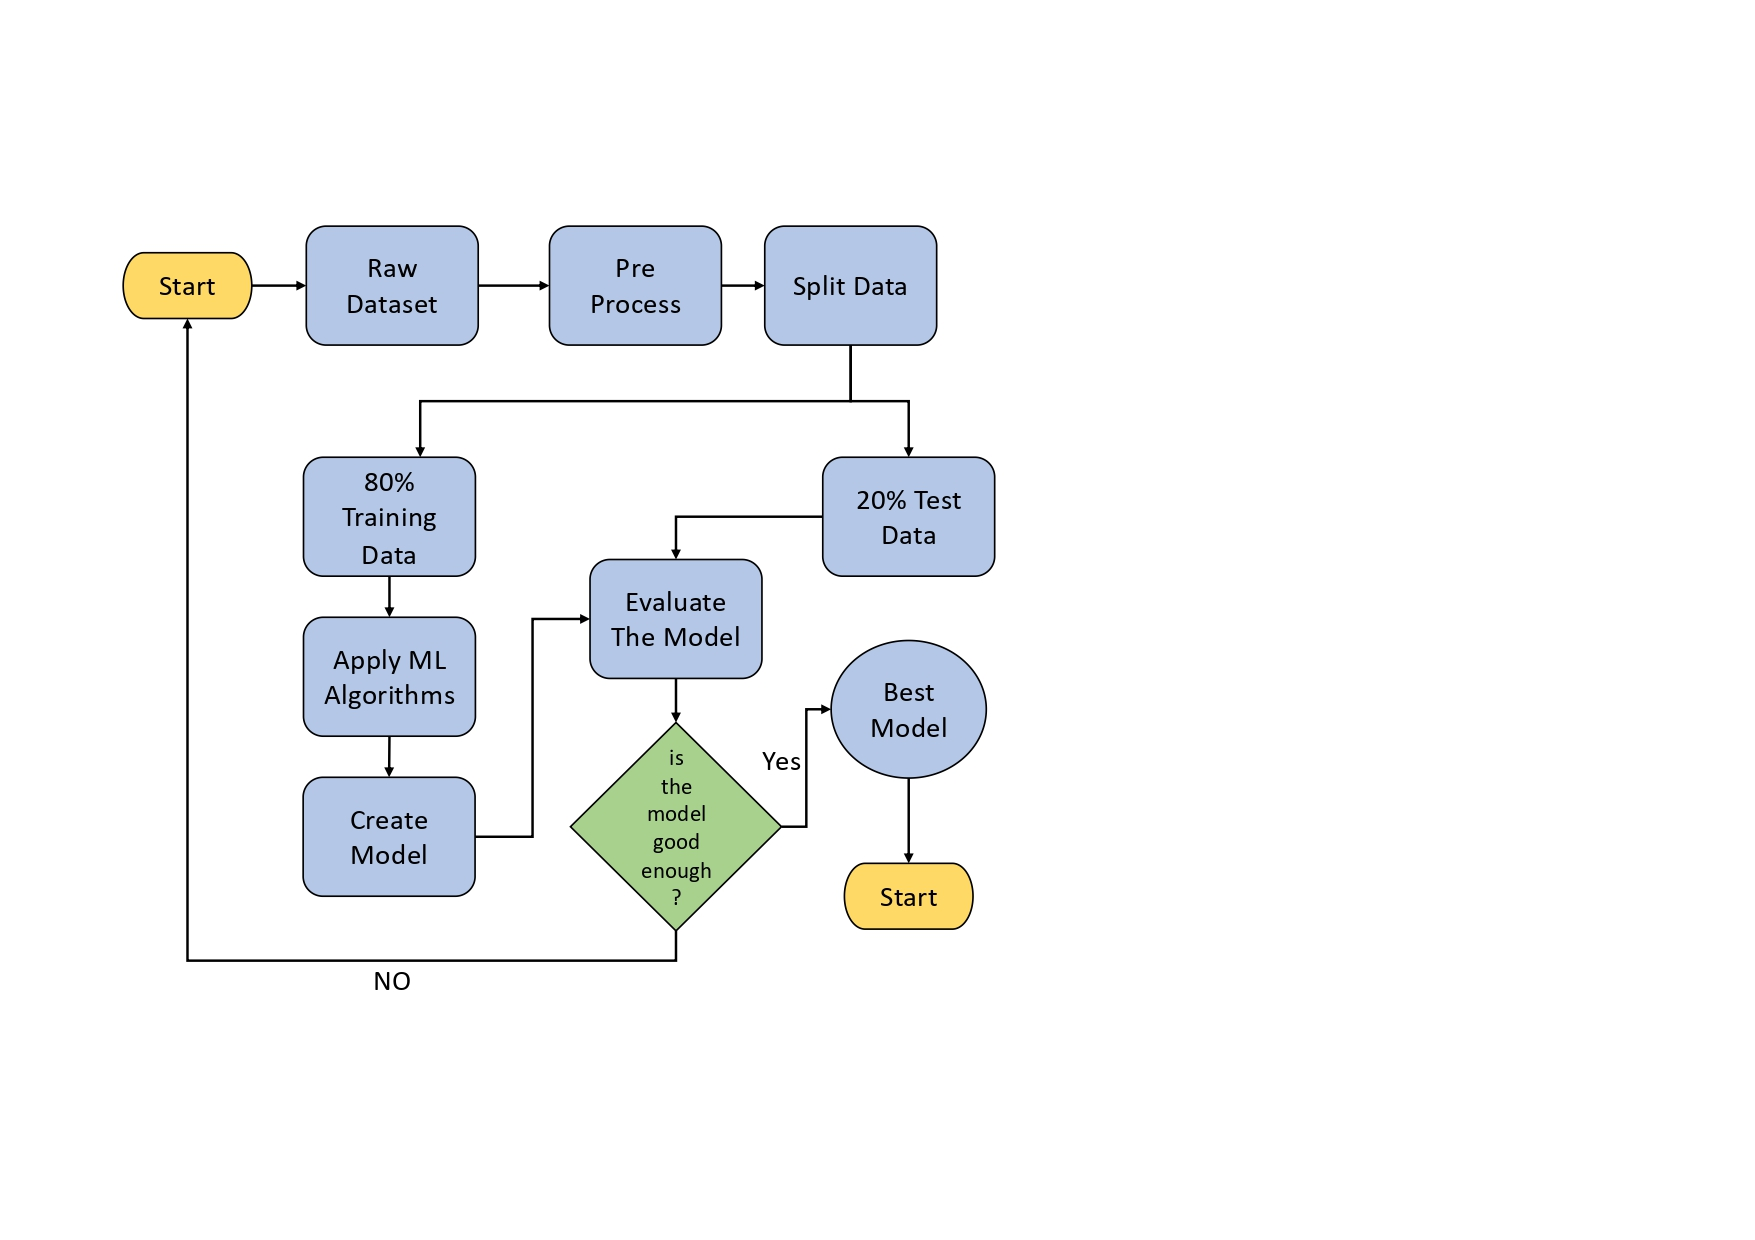 Start
Raw
Dataset
Pre
Process
Split Data
80%
Training
Data
20% Test
Data
Evaluate
The Model
Apply ML
Algorithms
Best
Model
Yes
is
the
model
good
enough
?
Create
Model
Start
NO